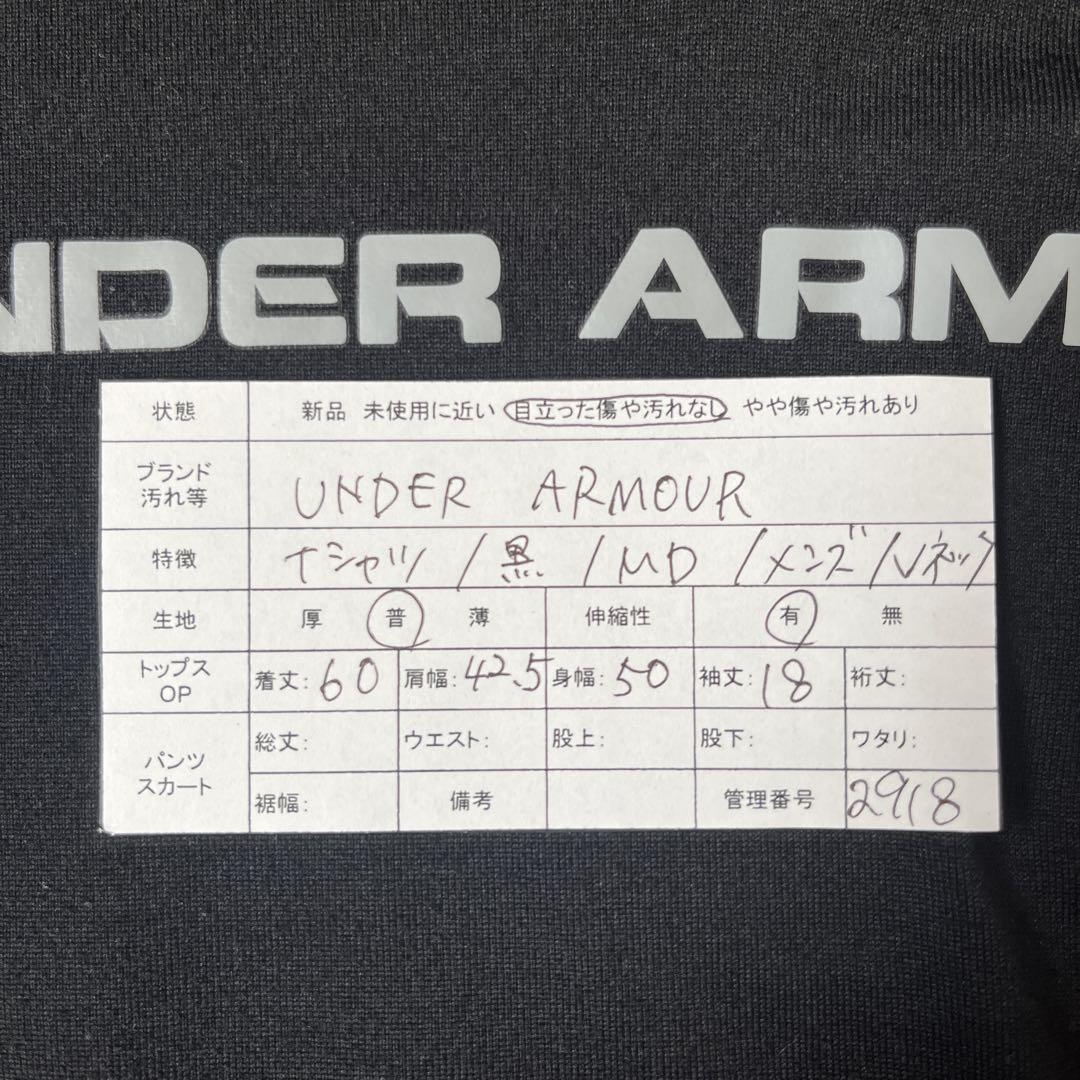 NDER ARM
状態 新品 未使用に近い 目立った傷や汚れなし やや傷や汚れあり
ブランド
汚れ等 UNDER ARMOUR
特徴 Tシャツ/黒/MD/メンズ/Vネック
生地 厚 普 薄 伸縮性 有 無
トップス
OP 着丈:60 肩幅:42.5 身幅:50 袖丈:18 裄丈:
パンツ
スカート 総丈: ウエスト: 股上: 股下: ワタリ:
裾幅: 備考 管理番号 2918